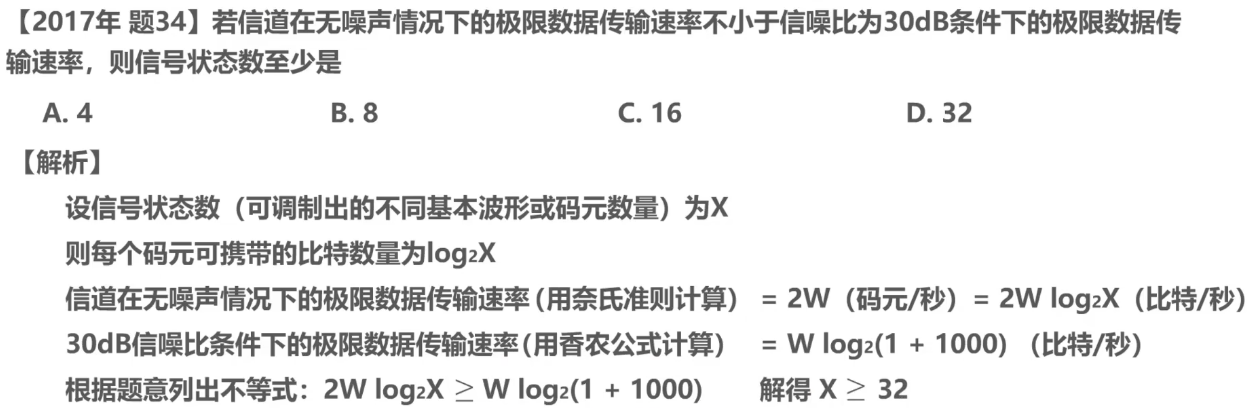 【2017年 题34】若信道在无噪声情况下的极限数据传输速率不小于信噪比为30dB条件下的极限数据传
输速率，则信号状态数至少是
A. 4 B. 8 C. 16 D. 32
【解析】
设信号状态数（可调制出的不同基本波形或码元数量）为X
则每个码元可携带的比特数量为log₂X
信道在无噪声情况下的极限数据传输速率（用奈氏准则计算） = 2W（码元/秒）= 2W log₂X（比特/秒）
30dB信噪比条件下的极限数据传输速率（用香农公式计算） = W log₂(1 + 1000) （比特/秒）
根据题意列出不等式：2W log₂X ≥ W log₂(1 + 1000) 解得 X ≥ 32